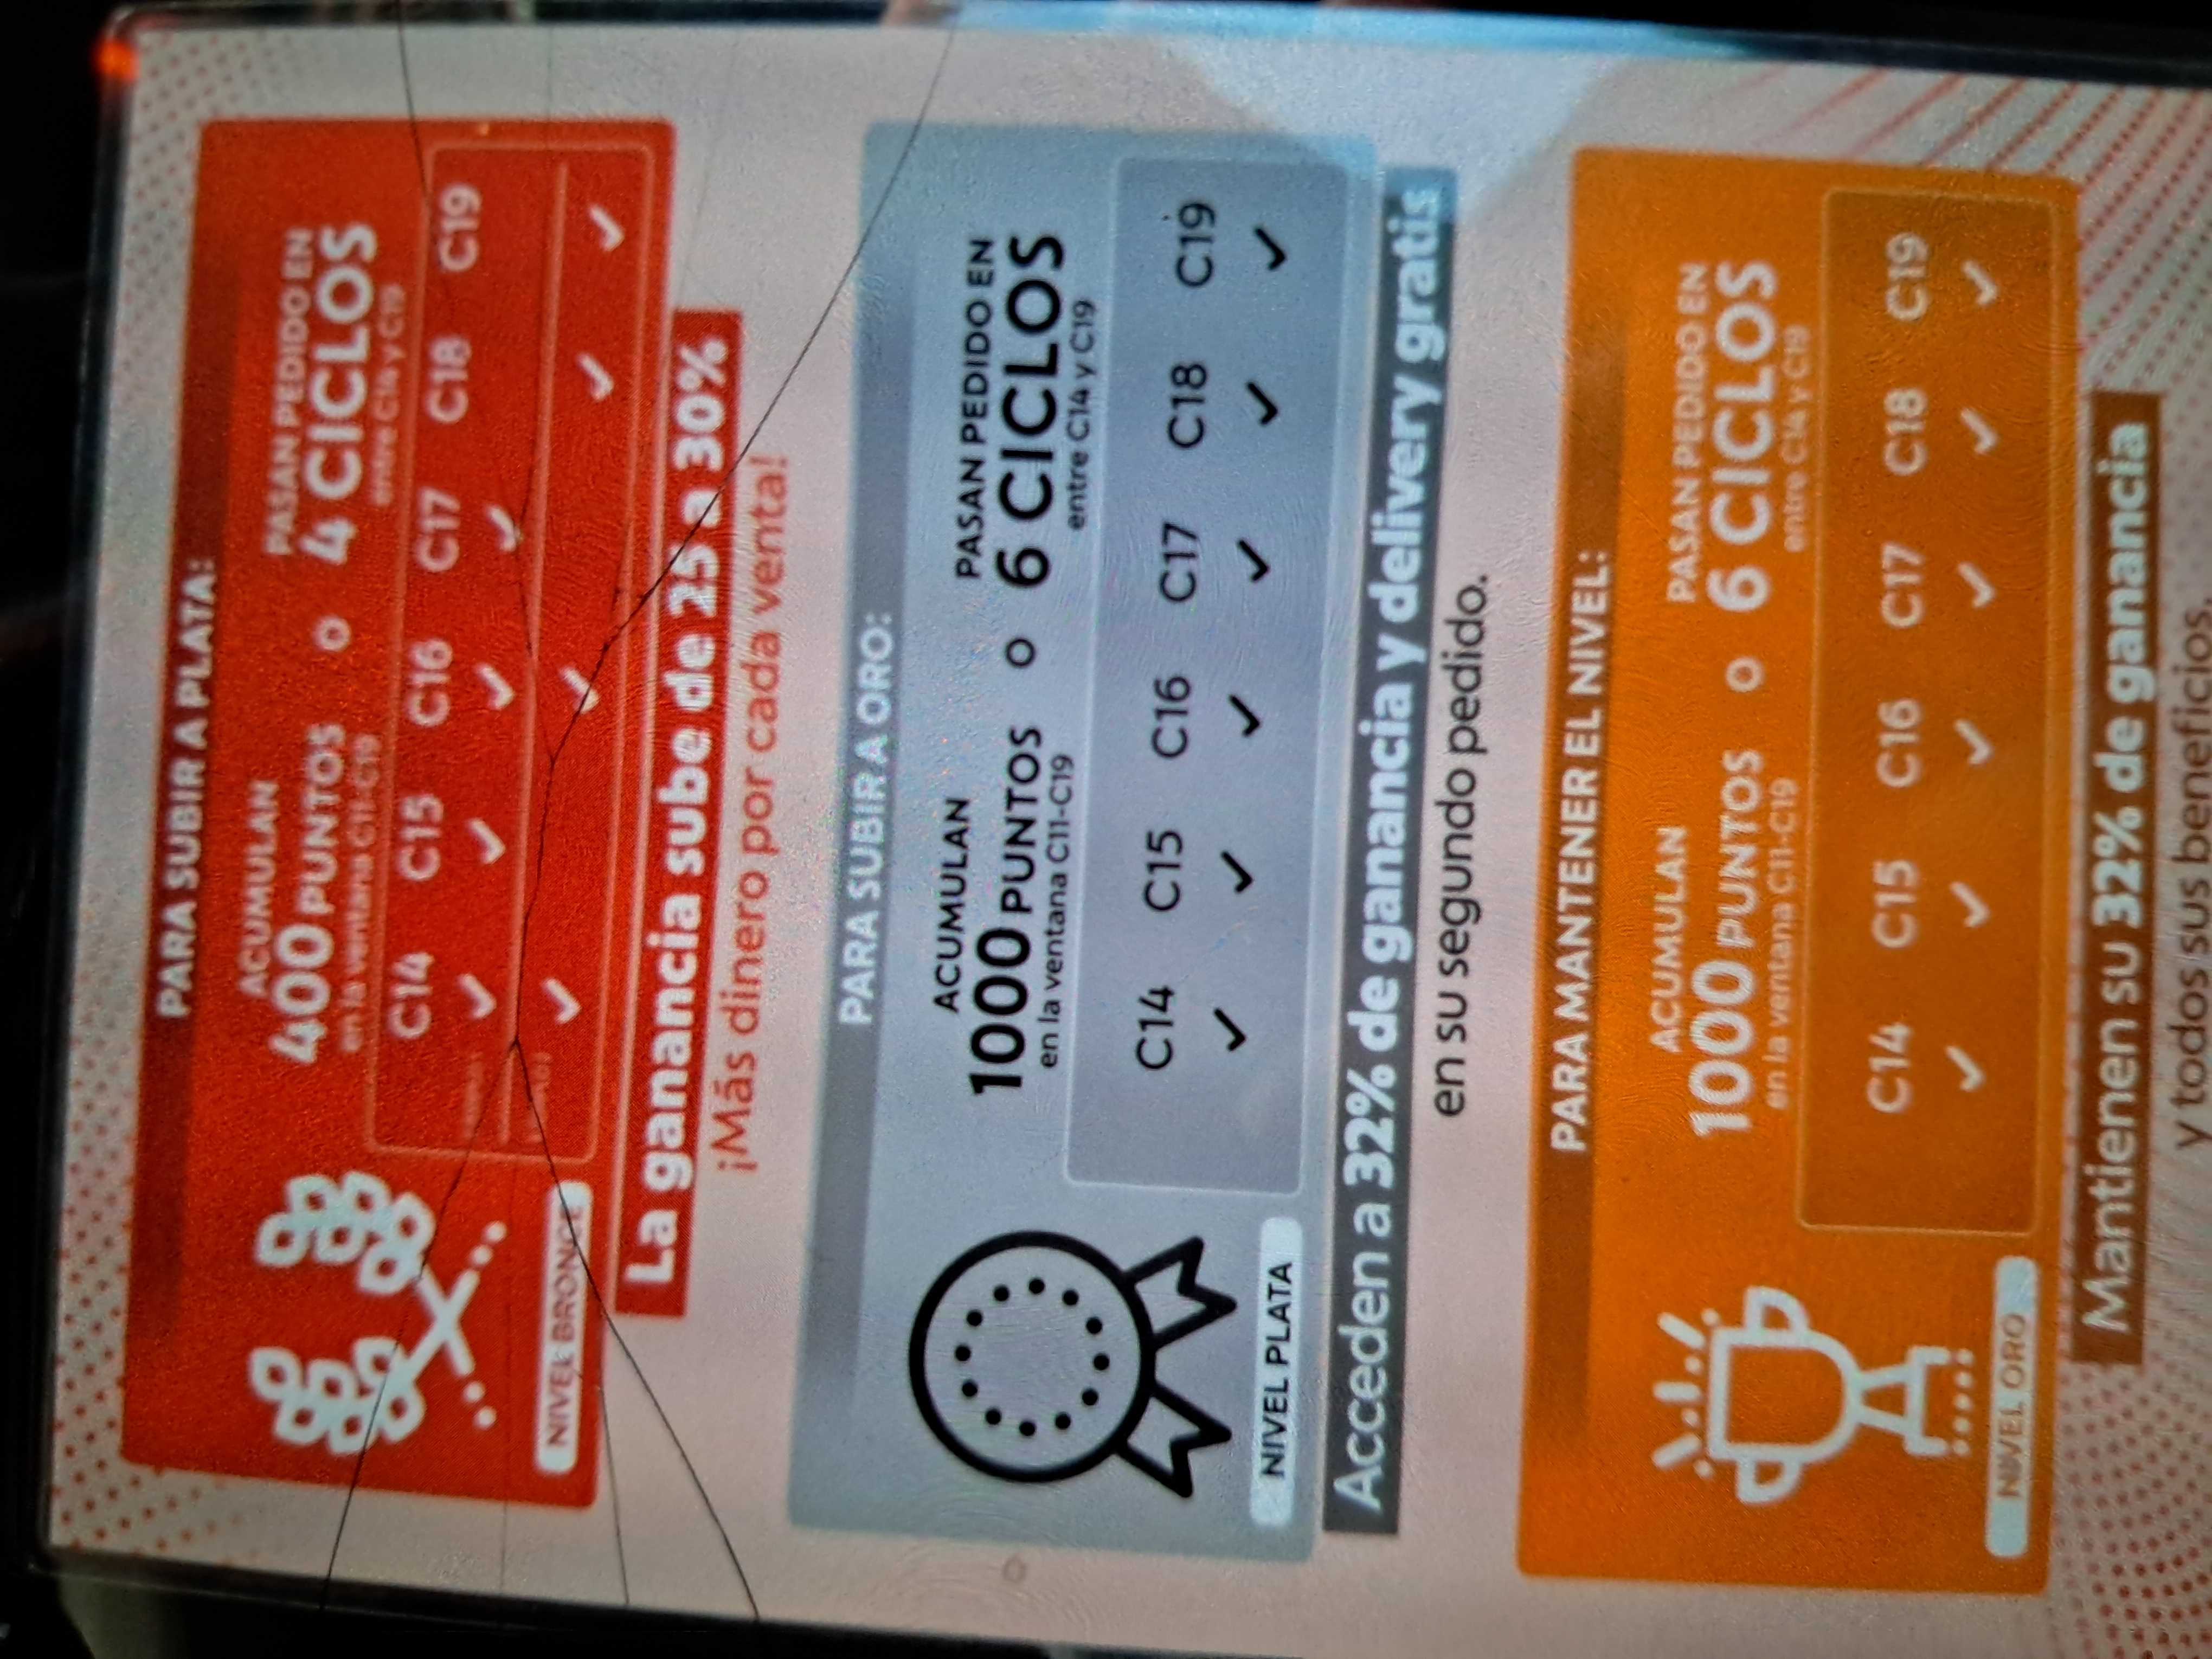 PARA SUBIR A PLATA:
ACUMULAN
400 PUNTOS
en la ventana C11-C19
o
PASAN PEDIDO EN
4 CICLOS
entre C14 y C19
C14 C15 C16 C17 C18 C19
NIVEL BRONCE
La ganancia sube de 25 a 30%
¡Más dinero por cada venta!
PARA SUBIR A ORO:
ACUMULAN
1000 PUNTOS
en la ventana C11-C19
o
PASAN PEDIDO EN
6 CICLOS
entre C14 y C19
C14 C15 C16 C17 C18 C19
NIVEL PLATA
Acceden a 32% de ganancia y delivery gratis
en su segundo pedido.
PARA MANTENER EL NIVEL:
ACUMULAN
1000 PUNTOS
en la ventana C11-C19
o
PASAN PEDIDO EN
6 CICLOS
entre C14 y C19
C14 C15 C16 C17 C18 C19
NIVEL ORO
Mantienen su 32% de ganancia
y todos sus beneficios.